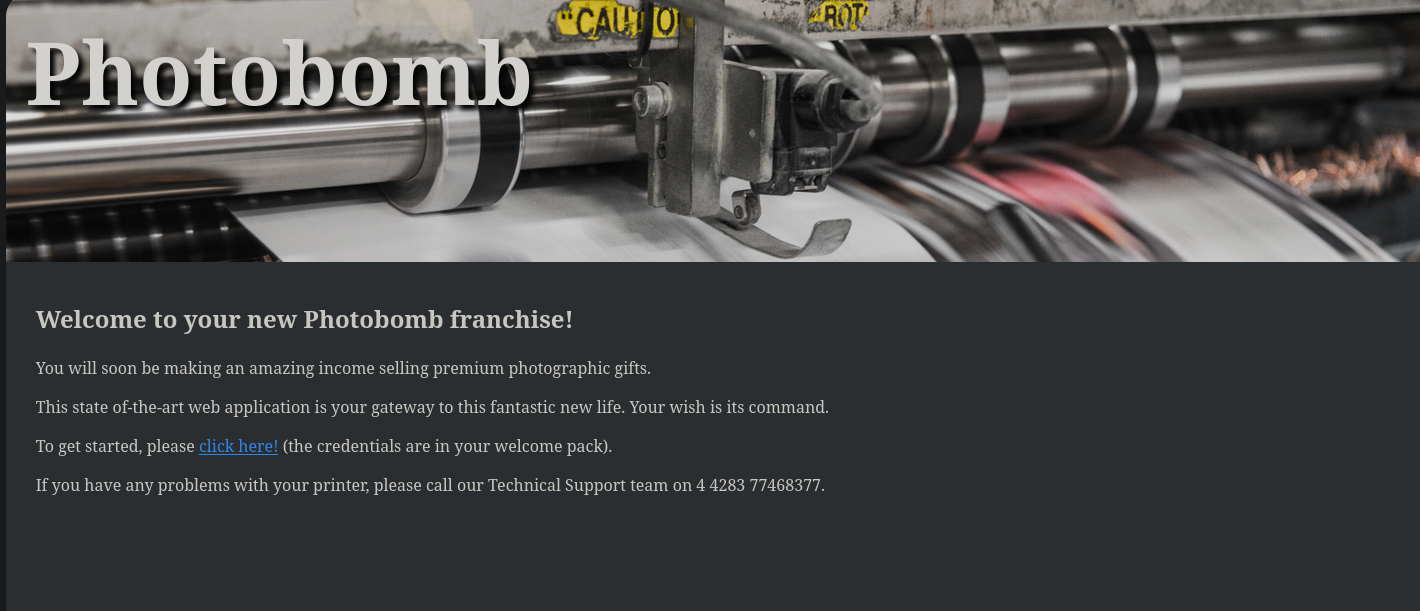 "CAUTIO
ROT
Photobomb
Welcome to your new Photobomb franchise!
You will soon be making an amazing income selling premium photographic gifts.
This state of-the-art web application is your gateway to this fantastic new life. Your wish is its command.
To get started, please click here! (the credentials are in your welcome pack).
If you have any problems with your printer, please call our Technical Support team on 4 4283 77468377.